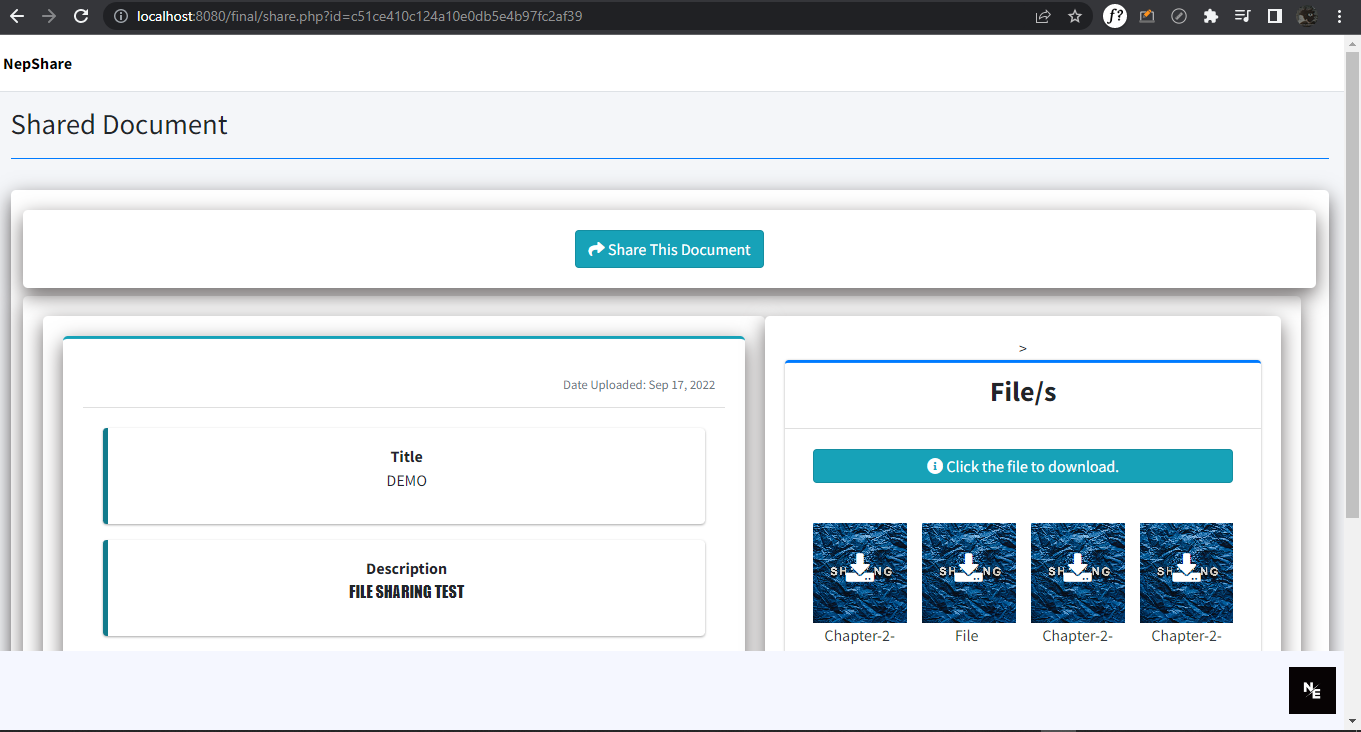 localhost:8080/final/share.php?id=c51ce410c124a10e0db5e4b97fc2af39
f?
NepShare
Shared Document
Share This Document
>
Date Uploaded: Sep 17, 2022
File/s
Click the file to download.
Title
DEMO
Description
FILE SHARING TEST
SH NG SH NG SH NG SH NG
Chapter-2- File Chapter-2- Chapter-2-
NE